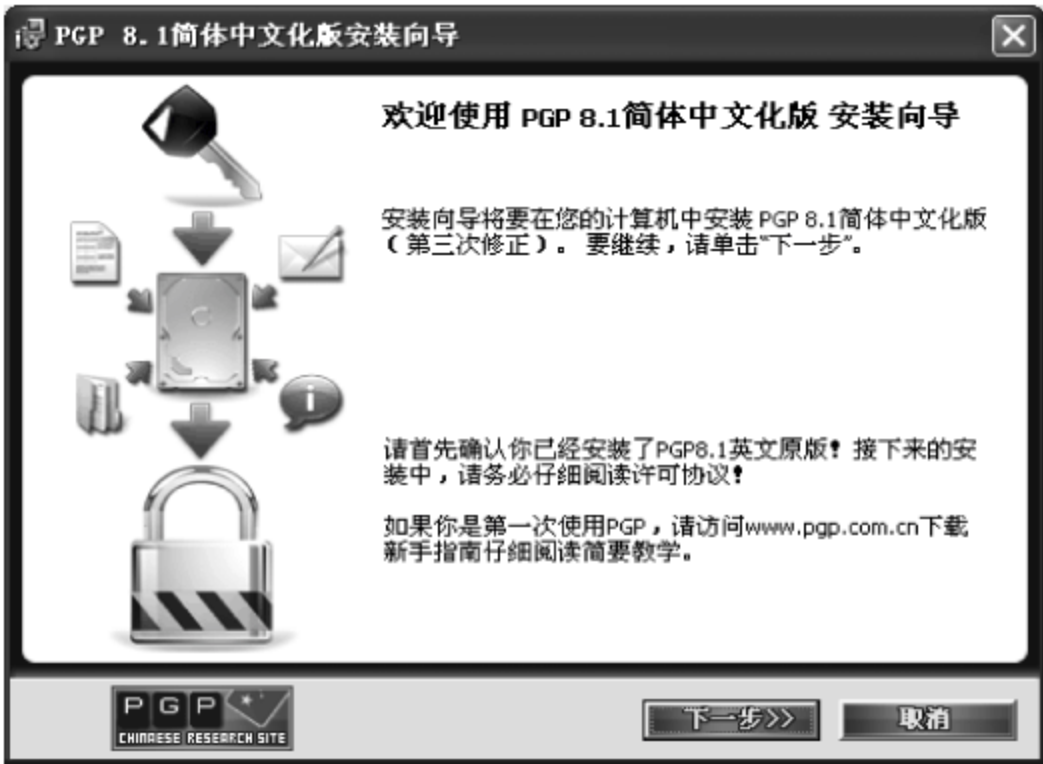 PGP 8.1简体中文化版安装向导
欢迎使用 PGP 8.1简体中文化版 安装向导
安装向导将要在您的计算机中安装 PGP 8.1简体中文化版
（第三次修正）。 要继续，请单击“下一步”。
请首先确认你已经安装了PGP8.1英文原版！接下来的安
装中，请务必仔细阅读许可协议！
如果你是第一次使用PGP，请访问www.pgp.com.cn下载
新手指南仔细阅读简要教学。
PGP
CHINAESE RESEARCH SITE
下一步>>
取消